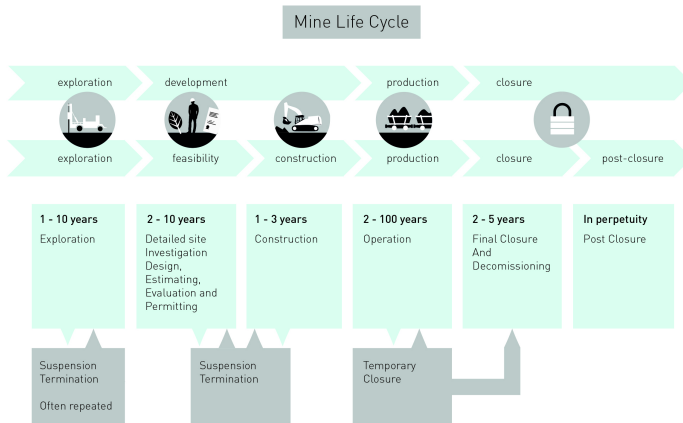 Mine Life Cycle
exploration
development
production
closure
exploration
feasibility
construction
production
closure
post-closure
1 - 10 years
Exploration
2 - 10 years
Detailed site
Investigation
Design,
Estimating,
Evaluation and
Permitting
1 - 3 years
Construction
2 - 100 years
Operation
2 - 5 years
Final Closure
And
Decomissioning
In perpetuity
Post Closure
Suspension
Termination
Often repeated
Suspension
Termination
Temporary
Closure